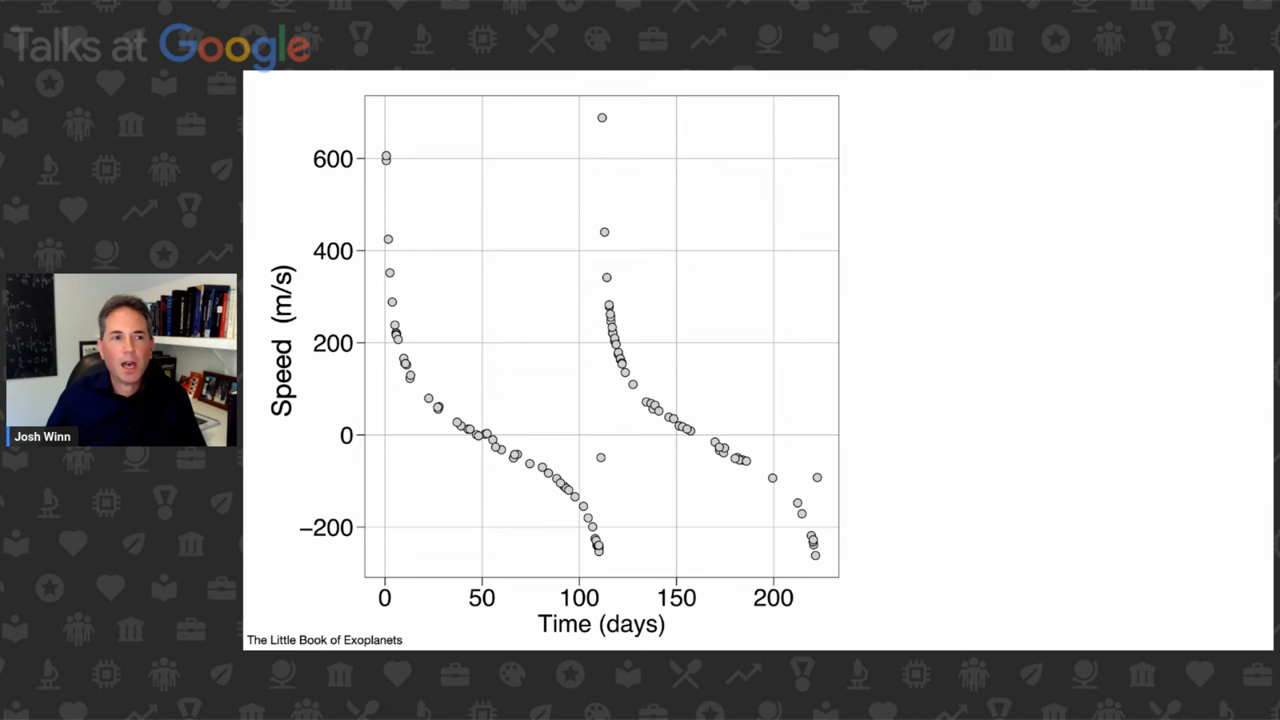 Talks at Google
Josh Winn
600
400
200
0
−200
Speed (m/s)
0 50 100 150 200
Time (days)
The Little Book of Exoplanets